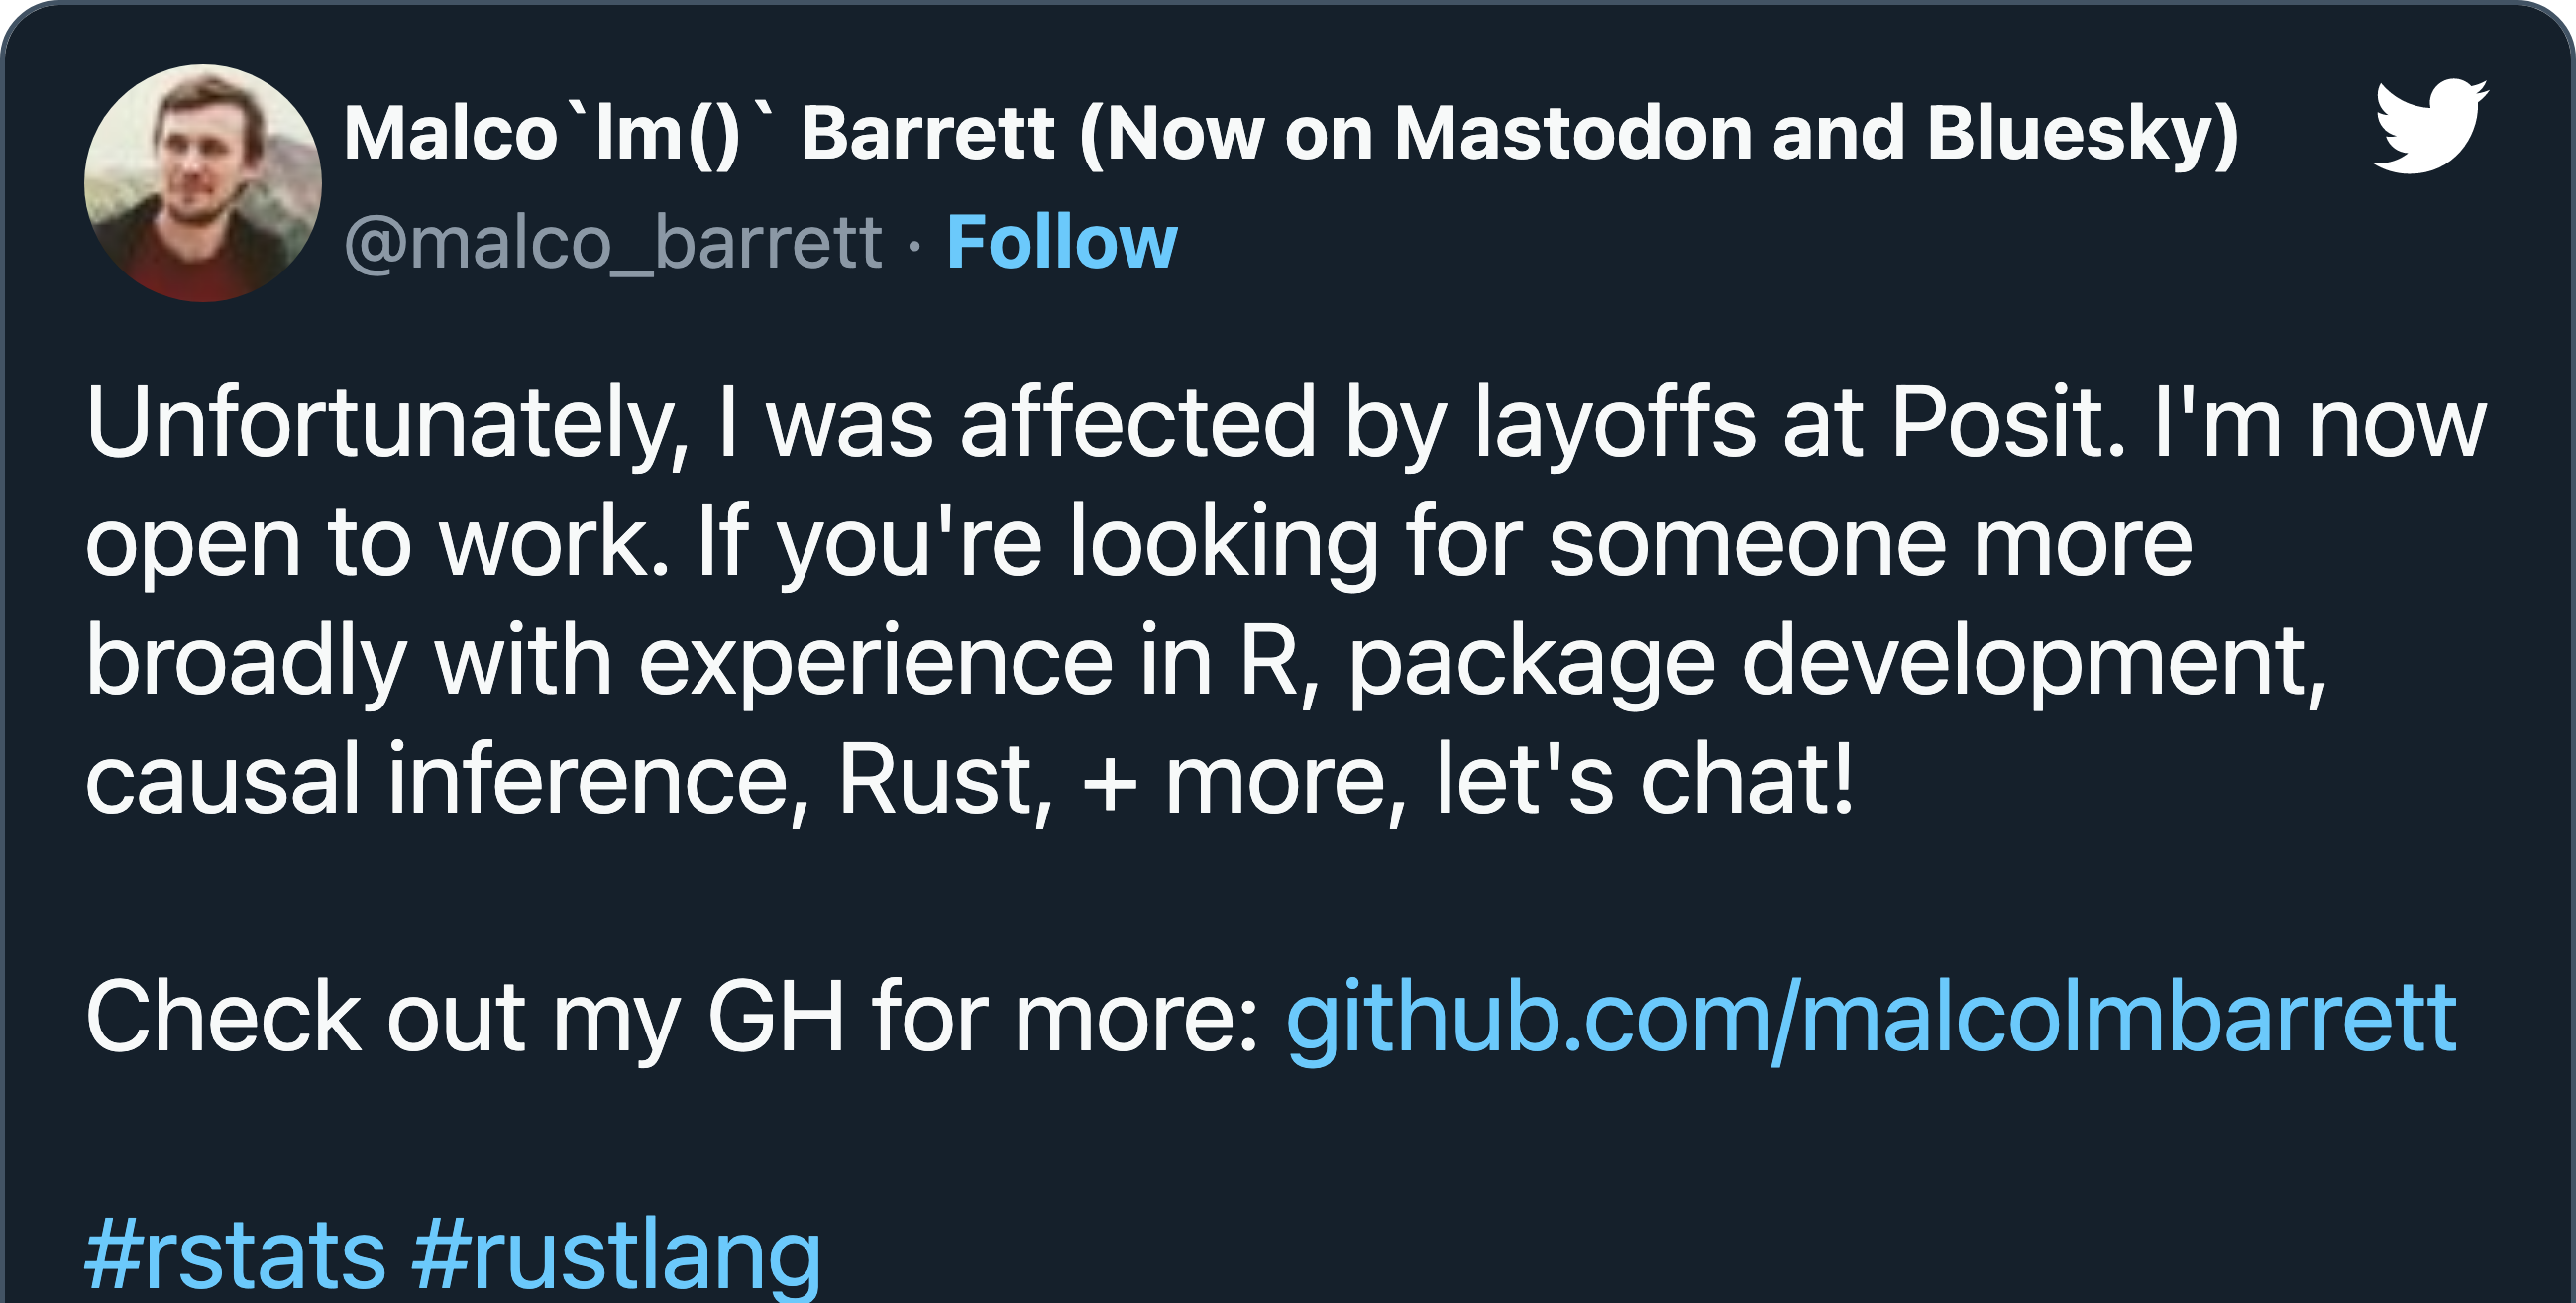 Malco`lm()` Barrett (Now on Mastodon and Bluesky)
@malco_barrett · Follow
Unfortunately, I was affected by layoffs at Posit. I'm now
open to work. If you're looking for someone more
broadly with experience in R, package development,
causal inference, Rust, + more, let's chat!
Check out my GH for more: github.com/malcolmbarrett
#rstats #rustlang